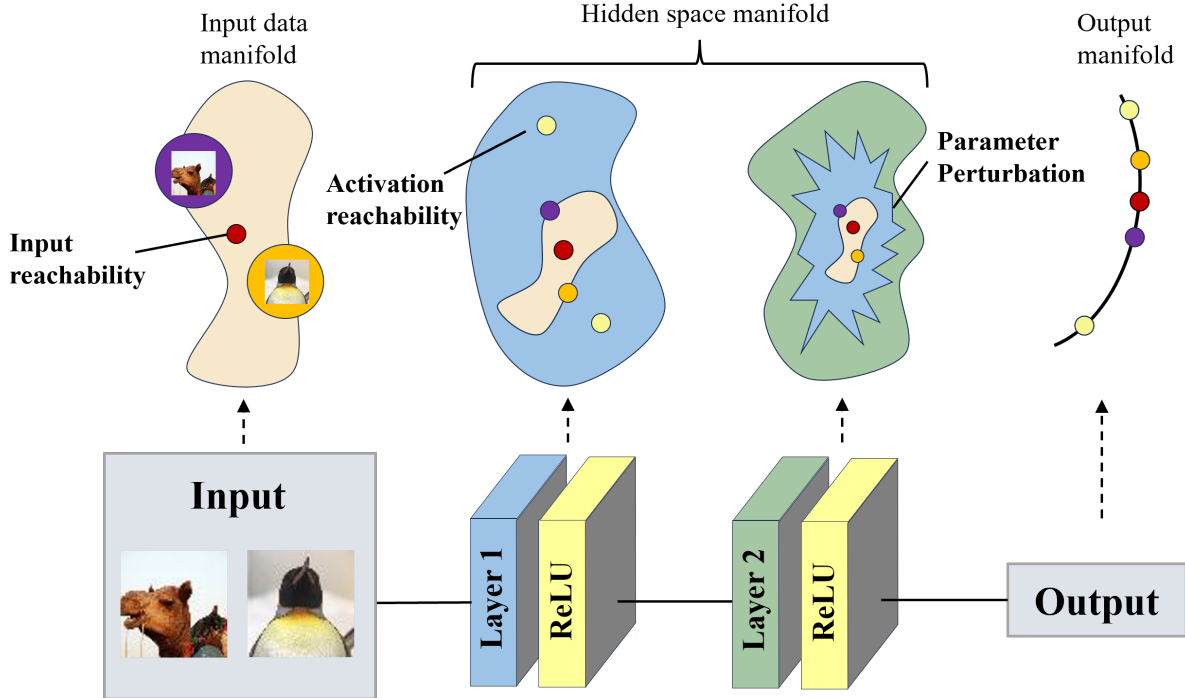 Input data
manifold
Hidden space manifold
Output
manifold
Activation
reachability
Parameter
Perturbation
Input
reachability
Input
Layer 1
ReLU
Layer 2
ReLU
Output